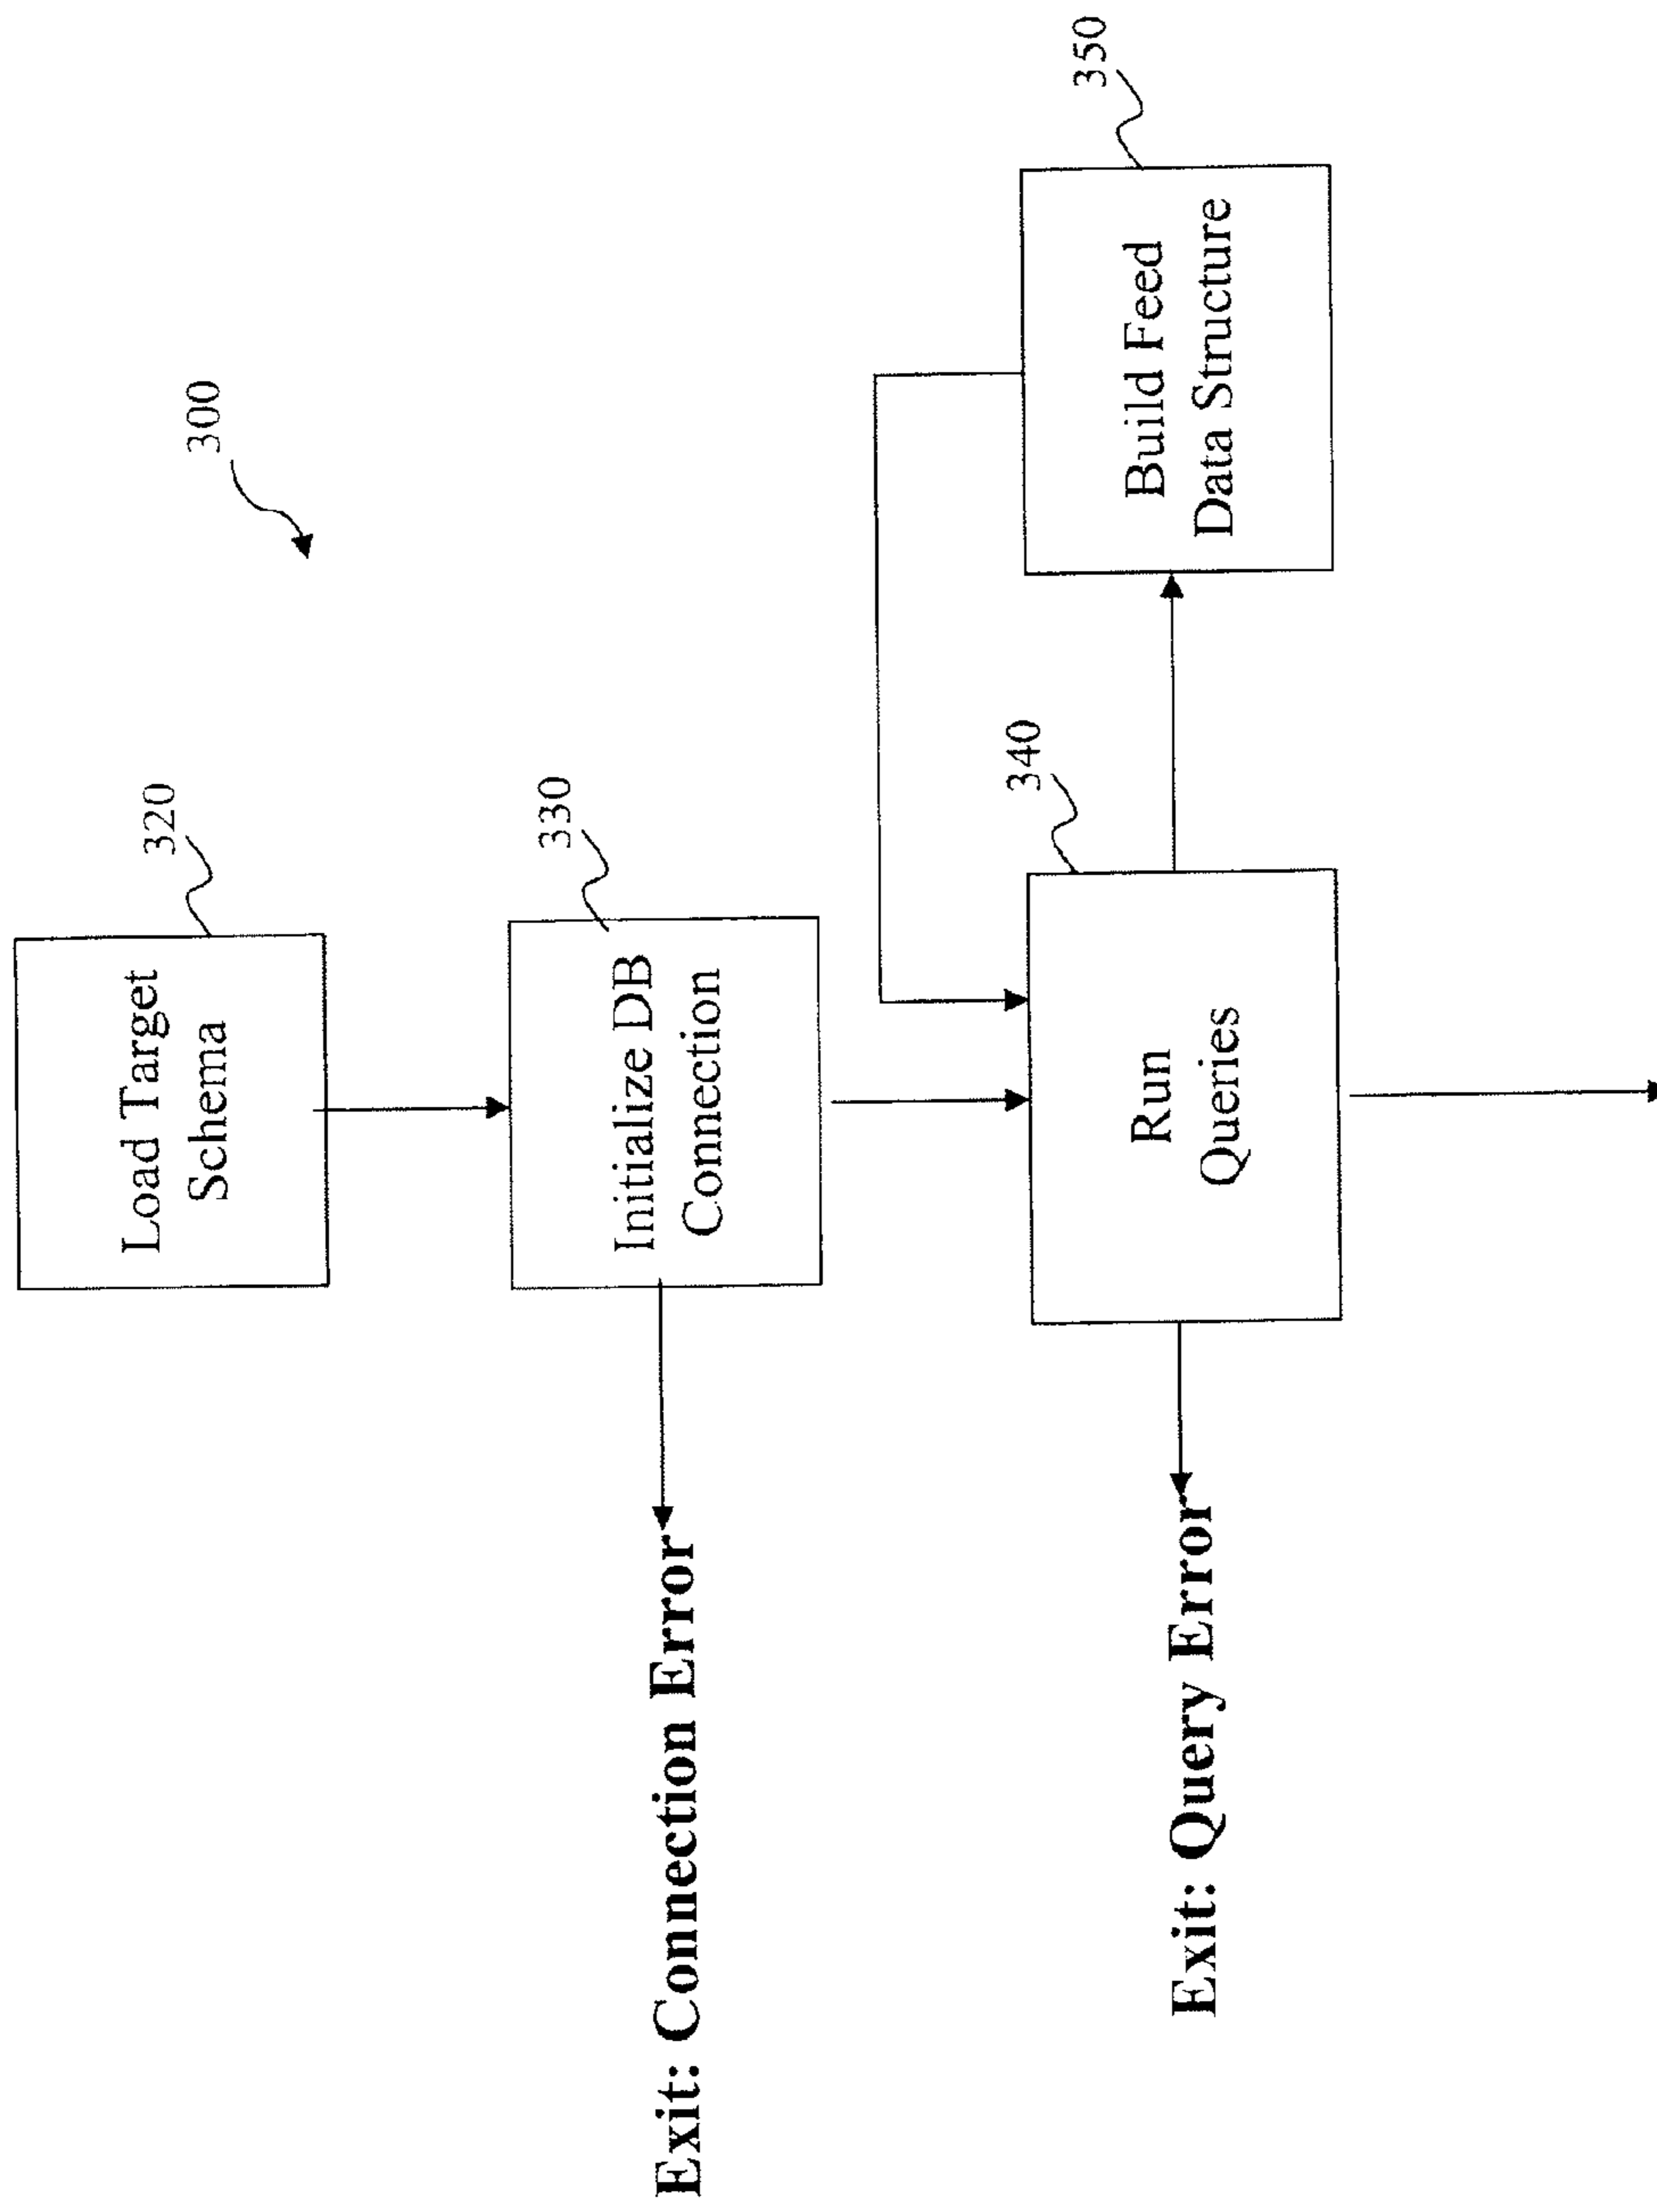 300
320
Load Target
Schema
330
Initialize DB
Connection
Exit: Connection Error
340
Run
Queries
350
Build Feed
Data Structure
Exit: Query Error